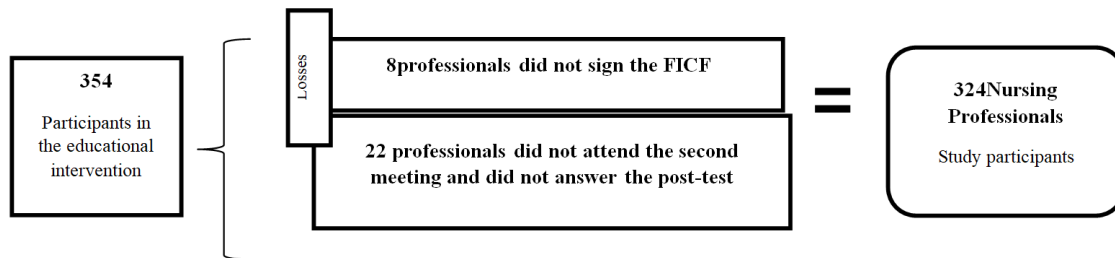 354
Participants in
the educational
intervention
Losses
8professionals did not sign the FICF
22 professionals did not attend the second
meeting and did not answer the post-test
=
324Nursing
Professionals
Study participants